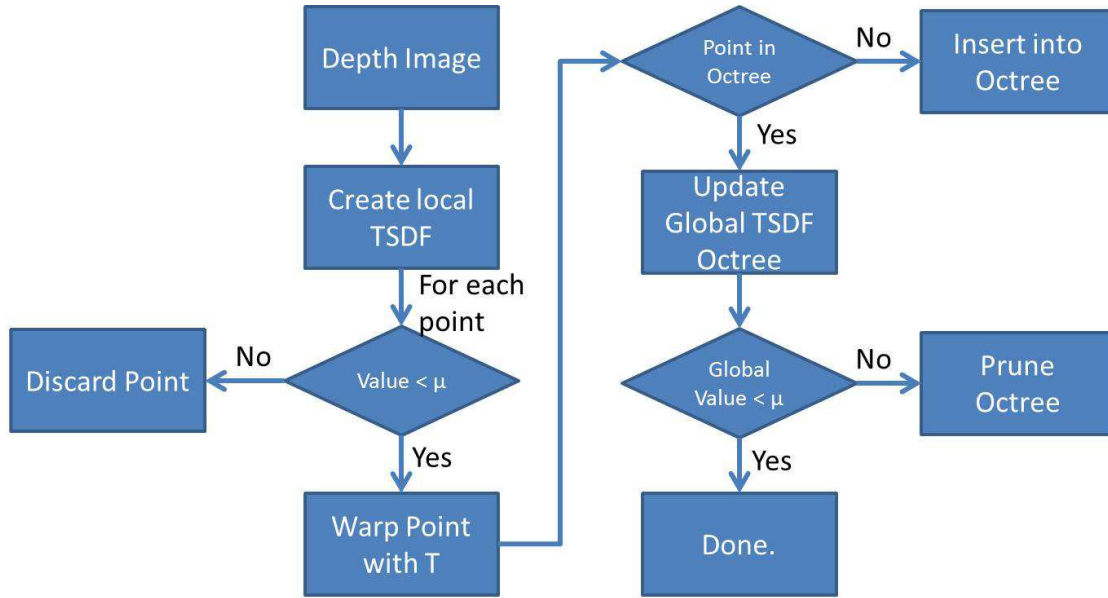 Depth Image
Create local
TSDF
For each
point
Value < μ
No
Discard Point
Yes
Warp Point
with T
Point in
Octree
No
Insert into
Octree
Yes
Update
Global TSDF
Octree
Global
Value < μ
No
Prune
Octree
Yes
Done.